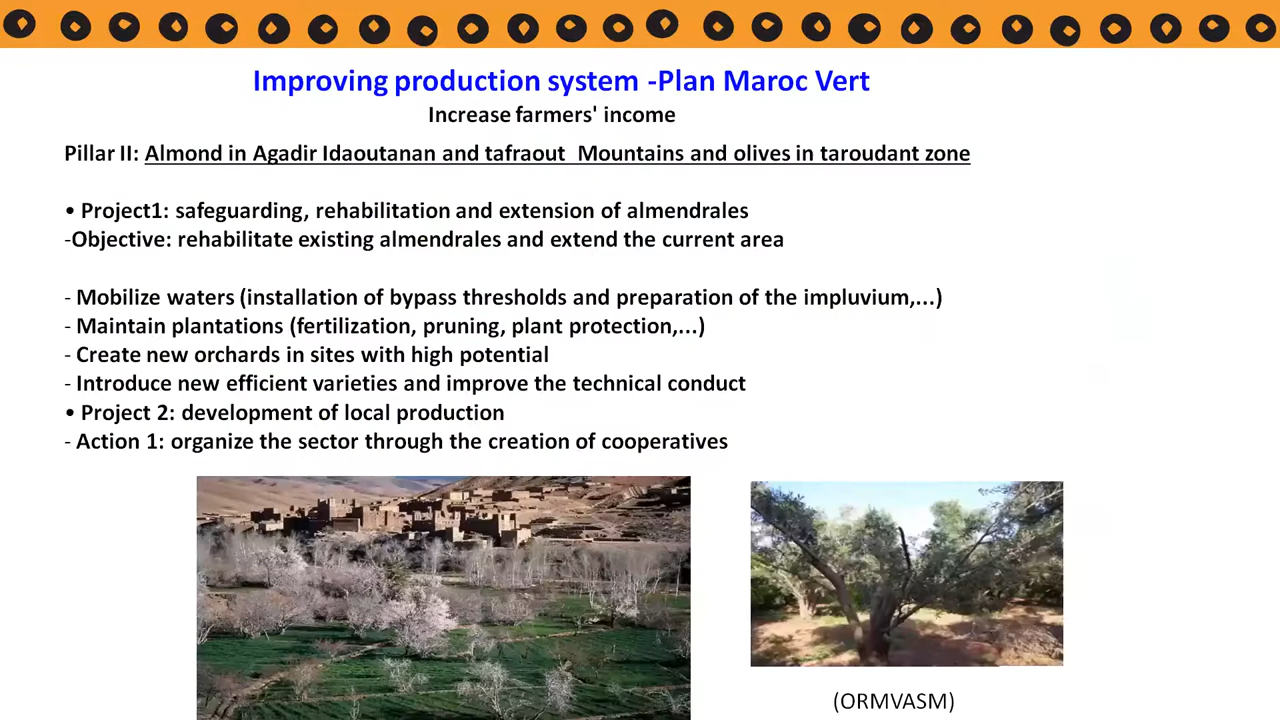 Improving production system -Plan Maroc Vert
Increase farmers' income
Pillar II: Almond in Agadir Idaoutanan and tafraout Mountains and olives in taroudant zone
• Project1: safeguarding, rehabilitation and extension of almendrales
-Objective: rehabilitate existing almendrales and extend the current area
- Mobilize waters (installation of bypass thresholds and preparation of the impluvium,...)
- Maintain plantations (fertilization, pruning, plant protection,...)
- Create new orchards in sites with high potential
- Introduce new efficient varieties and improve the technical conduct
• Project 2: development of local production
- Action 1: organize the sector through the creation of cooperatives
(ORMVASM)